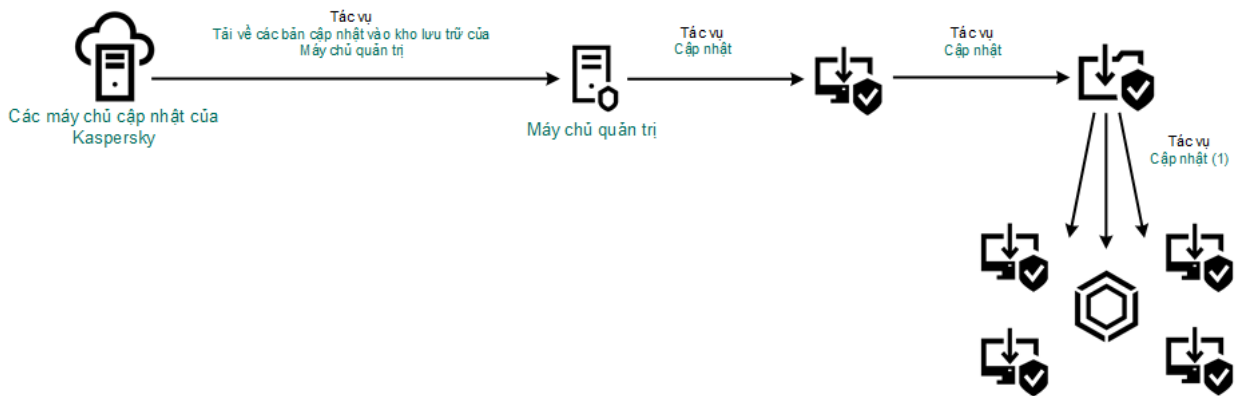 Tác vụ
Tải về các bản cập nhật vào kho lưu trữ của
Máy chủ quản trị
Tác vụ
Cập nhật
Tác vụ
Cập nhật
Các máy chủ cập nhật của
Kaspersky
Máy chủ quản trị
Tác vụ
Cập nhật (1)